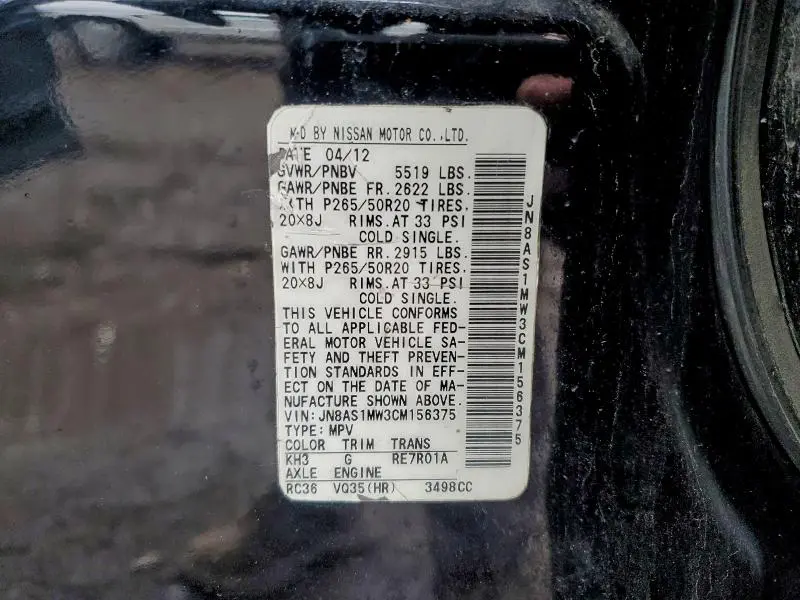 M'D BY NISSAN MOTOR CO.,LTD.
DATE 04/12
GVWR/PNBV 5519 LBS.
GAWR/PNBE FR. 2622 LBS.
WITH P265/50R20 TIRES.
20×8J RIMS.AT 33 PSI
COLD SINGLE.
GAWR/PNBE RR. 2915 LBS.
WITH P265/50R20 TIRES.
20×8J RIMS.AT 33 PSI
COLD SINGLE.
THIS VEHICLE CONFORMS
TO ALL APPLICABLE FED-
ERAL MOTOR VEHICLE SA-
FETY AND THEFT PREVEN-
TION STANDARDS IN EFF-
ECT ON THE DATE OF MA-
NUFACTURE SHOWN ABOVE.
VIN:JN8AS1MW3CM156375
TYPE:MPV
COLOR TRIM TRANS
KH3 G RE7R01A
AXLE ENGINE
RC36 VQ35(HR) 3498CC
JN8AS1MW3CM156375